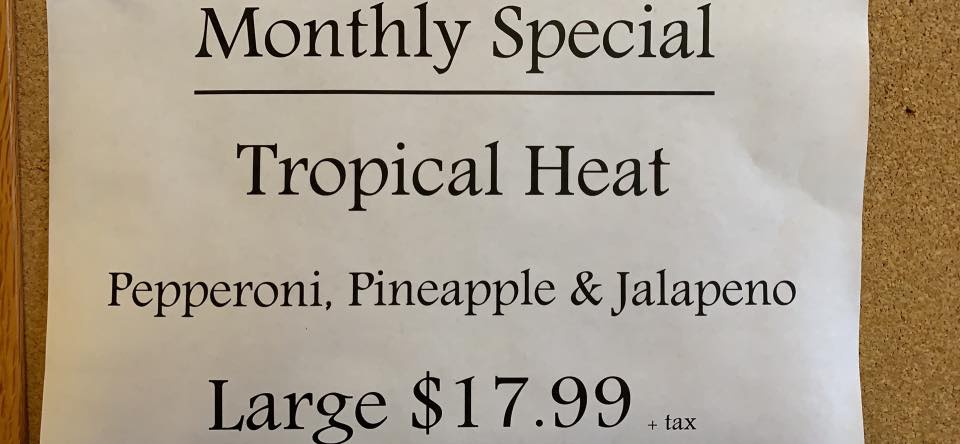 Monthly Special
Tropical Heat
Pepperoni, Pineapple & Jalapeno
Large $17.99 + tax